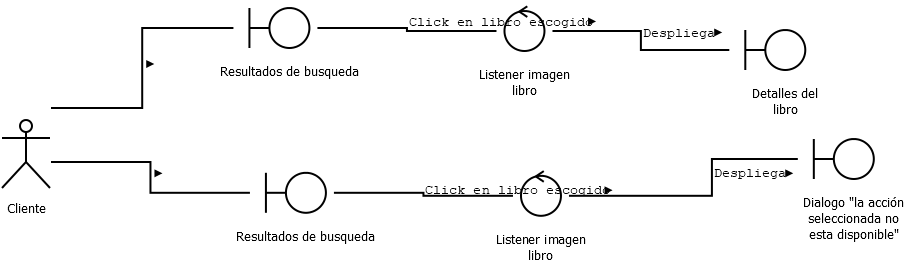 Click en libro escogido
Despliega
Resultados de busqueda
Listener imagen
libro
Detalles del
libro
Cliente
Click en libro escogido
Despliega
Resultados de busqueda
Listener imagen
libro
Dialogo "la acción
seleccionada no
esta disponible"